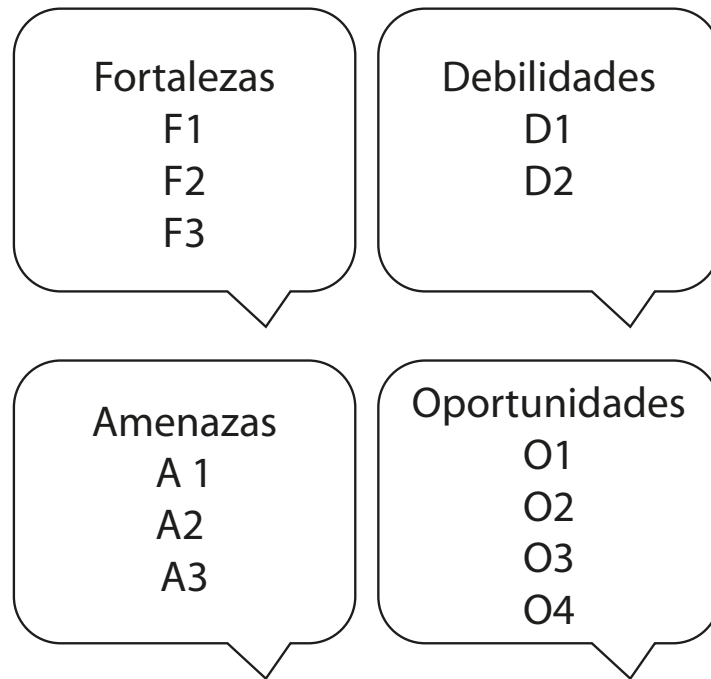 Fortalezas
F1
F2
F3
Debilidades
D1
D2
Amenazas
A 1
A2
A3
Oportunidades
O1
O2
O3
O4